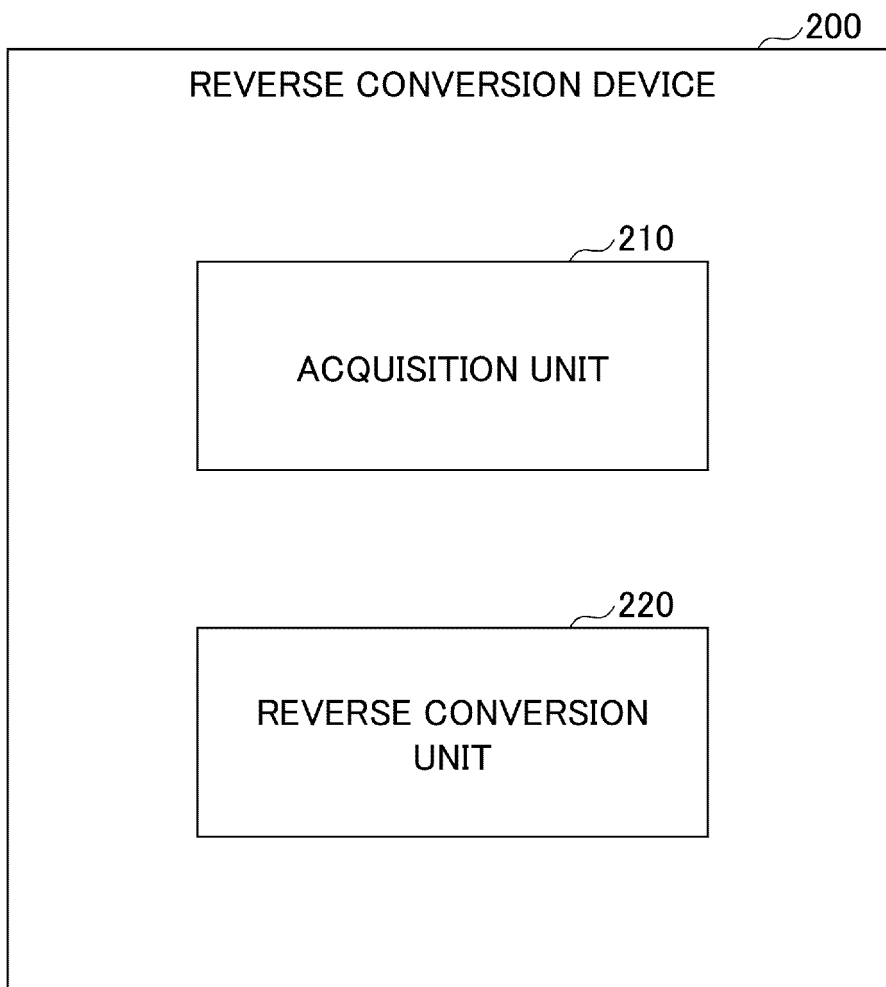 200
REVERSE CONVERSION DEVICE
210
ACQUISITION UNIT
220
REVERSE CONVERSION
UNIT